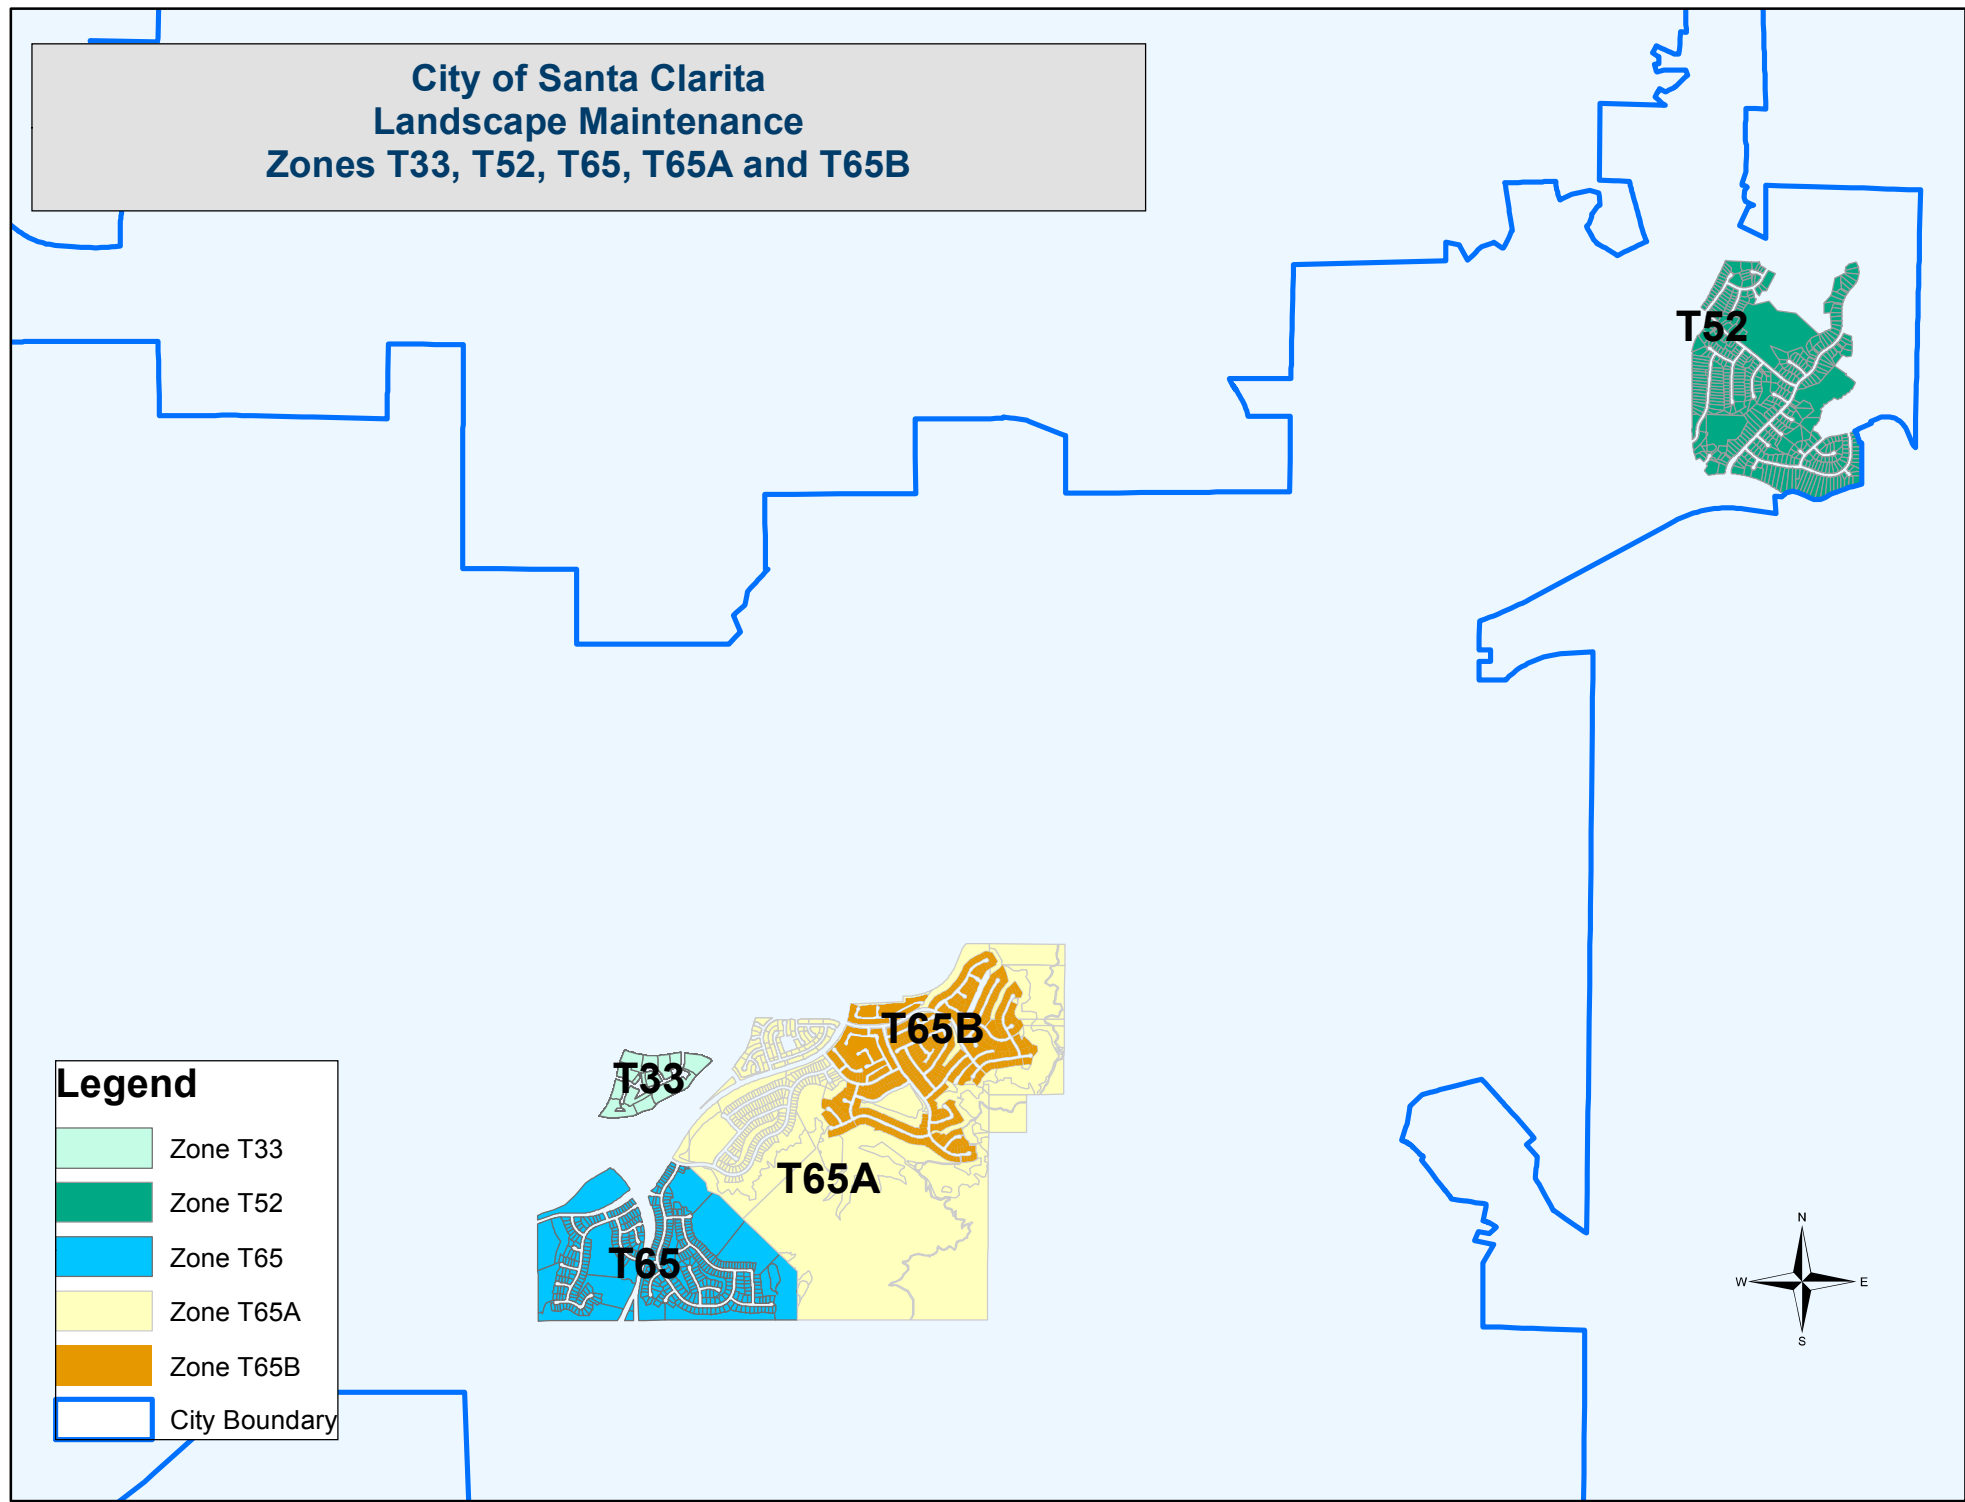 City of Santa Clarita
Landscape Maintenance
Zones T33, T52, T65, T65A and T65B
T52
T65B
T33
T65A
T65
Legend
Zone T33
Zone T52
Zone T65
Zone T65A
Zone T65B
City Boundary
N
W E
S